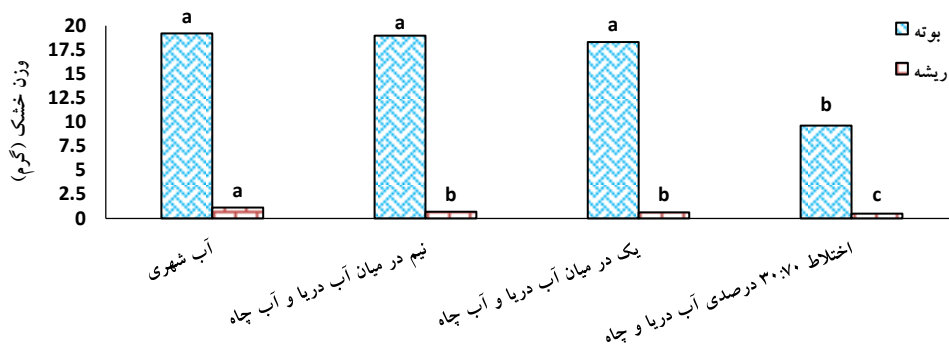 وزن خشک (گرم)
20
17.5
15
12.5
10
7.5
5
2.5
0
a
a
a
b
a
b
b
c
بوته
ریشه
آب شهری
نیم در میان آب دریا و آب چاه
یک در میان آب دریا و آب چاه
اختلاط ۳۰:۷۰ درصدی آب دریا و چاه